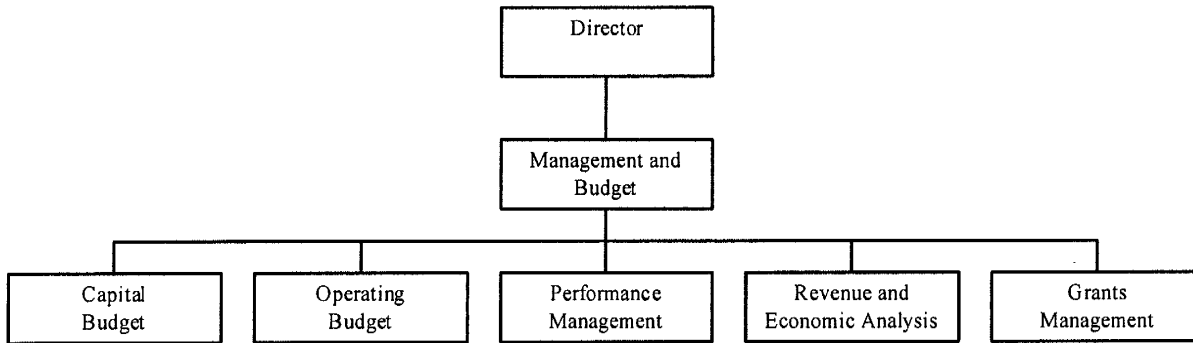 Director
Management and
Budget
Capital
Budget
Operating
Budget
Performance
Management
Revenue and
Economic Analysis
Grants
Management